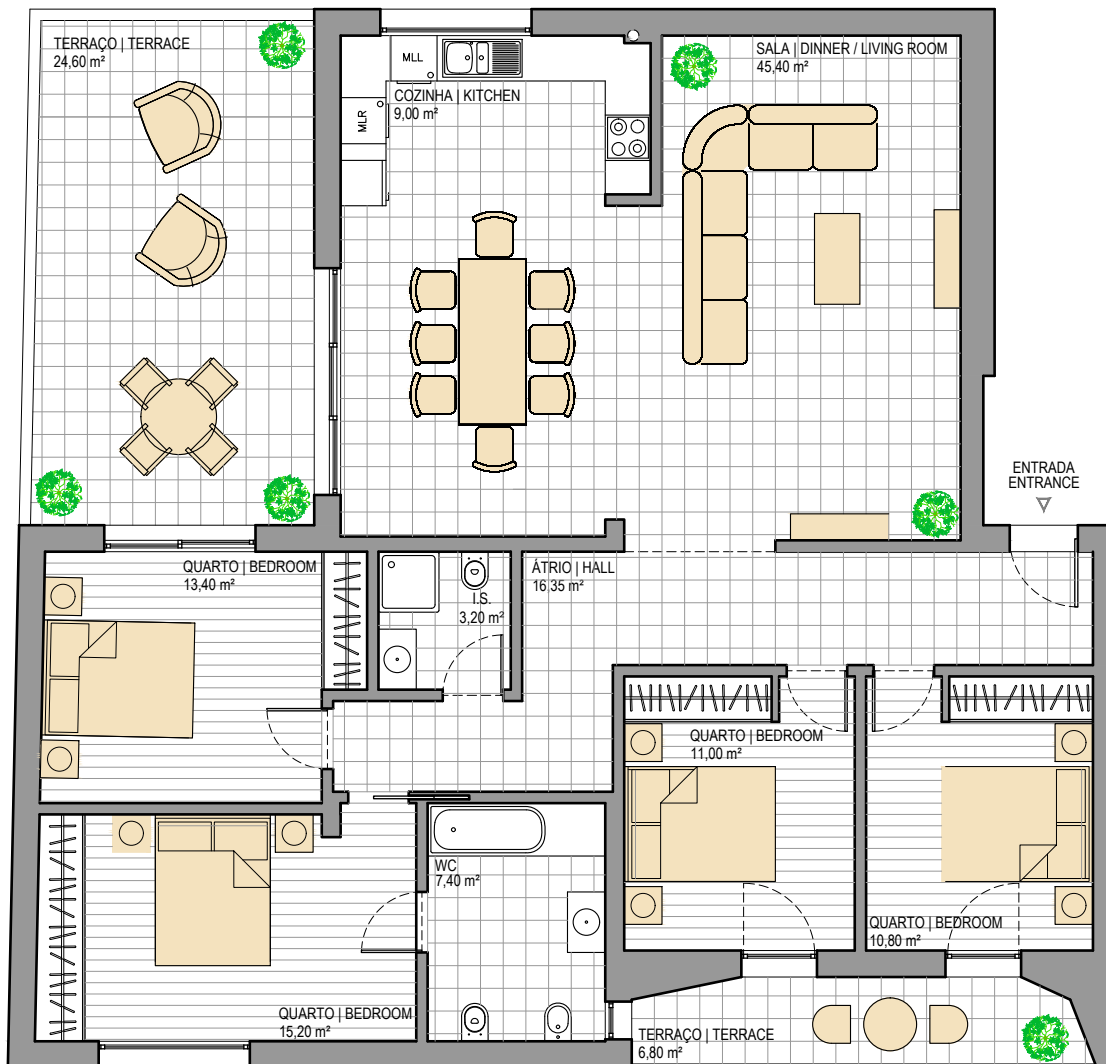 TERRAÇO | TERRACE
24,60 m²
MLL
COZINHA | KITCHEN
9,00 m²
MLR
SALA | DINNER / LIVING ROOM
45,40 m²
ENTRADA
ENTRANCE
QUARTO | BEDROOM
13,40 m²
I.S.
3,20 m²
ÁTRIO | HALL
16,35 m²
QUARTO | BEDROOM
11,00 m²
QUARTO | BEDROOM
10,80 m²
WC
7,40 m²
QUARTO | BEDROOM
15,20 m²
TERRAÇO | TERRACE
6,80 m²